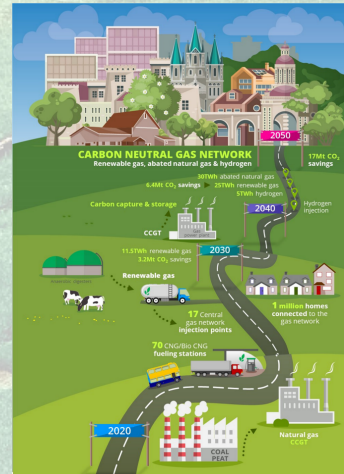 2050
CARBON NEUTRAL GAS NETWORK
Renewable gas, abated natural gas & hydrogen
17Mt CO₂
savings
30TWh abated natural gas
6.4Mt CO₂ savings 25TWh renewable gas
5TWh hydrogen
Carbon capture & storage
2040
Hydrogen
injection
CCGT
11.5TWh renewable gas
3.2Mt CO₂ savings
2030
Renewable gas
1 million homes
connected to the
gas network
17 Central
gas network
injection points
70 CNG/Bio CNG
fueling stations
2020
COAL
PEAT
Natural gas
CCGT